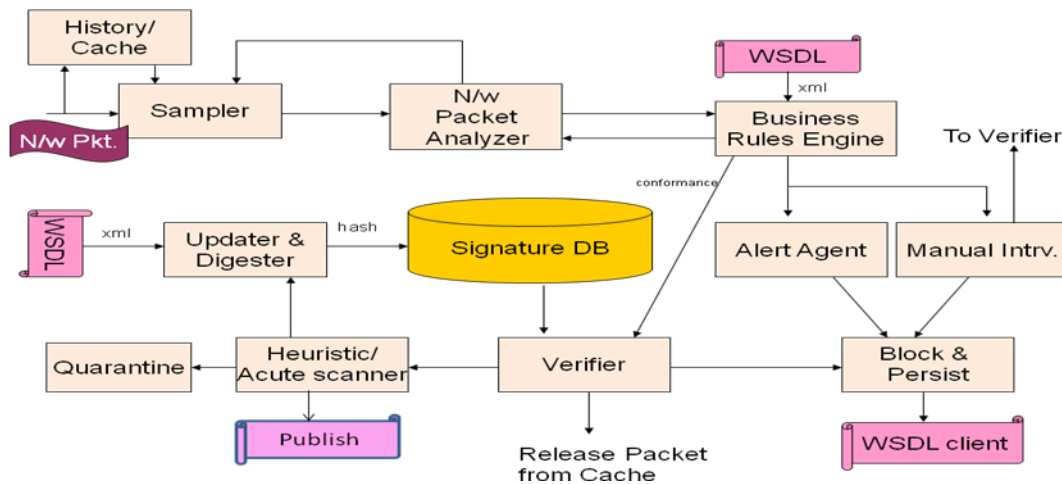 History/
Cache
WSDL
xml
Sampler
N/w
Packet
Analyzer
Business
Rules Engine
N/w Pkt.
To Verifier
conformance
WSDL
xml
Updater &
Digester
hash
Signature DB
Alert Agent
Manual Intrv.
Quarantine
Heuristic/
Acute scanner
Verifier
Block &
Persist
Publish
Release Packet
from Cache
WSDL client